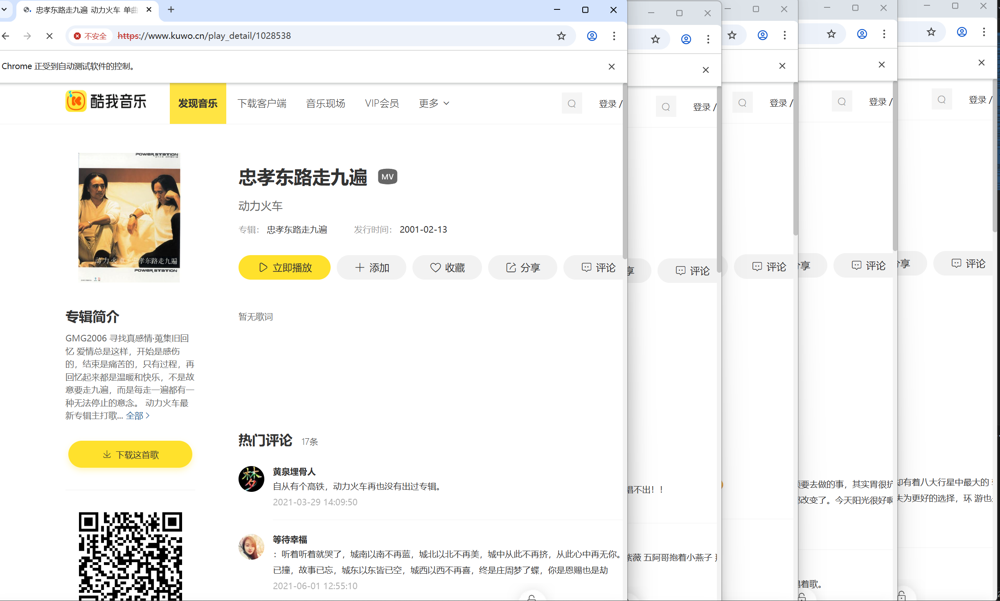 忠孝东路走九遍 动力火车 单曲
不安全
https://www.kuwo.cn/play_detail/1028538
Chrome 正受到自动测试软件的控制。
酷我音乐
发现音乐
下载客户端
音乐现场
VIP会员
更多
登录 /
登录 /
登录 /
登录 /
登录 /
POWER STATION
动力火車 忠孝东路走九遍
POWER STATION
忠孝东路走九遍 MV
动力火车
专辑： 忠孝东路走九遍 发行时间： 2001-02-13
立即播放
添加
收藏
分享
评论
享
评论
评论
享
评论
享
评论
专辑简介
GMG2006 寻找真感情·蒐集旧回
忆 爱情总是这样，开始是感伤
的，结束是痛苦的，只有过程，再
回忆起来都是温暖和快乐，不是故
意要走九遍，而是每走一遍都有一
种无法停止的意念。 动力火车最
新专辑主打歌... 全部
下载这首歌
暂无歌词
热门评论 17条
黄泉埋骨人
自从有个高铁，动力火车再也没有出过专辑。
2021-03-29 14:09:50
等待幸福
：听着听着就哭了，城南以南不再蓝，城北以北不再美，城中从此不再挤，从此心中再无你。
已撞，故事已忘，城东以东皆已空，城西以西不再喜，终是庄周梦了蝶，你是恩赐也是劫
2021-06-01 12:55:10
唱不出！！
紫薇 五阿哥抱着小燕子
要去做的事，其实胃很抗
改变了。今天阳光很好啊
唱着歌。
却有着八大行星中最大的
为更好的选择，环 游也